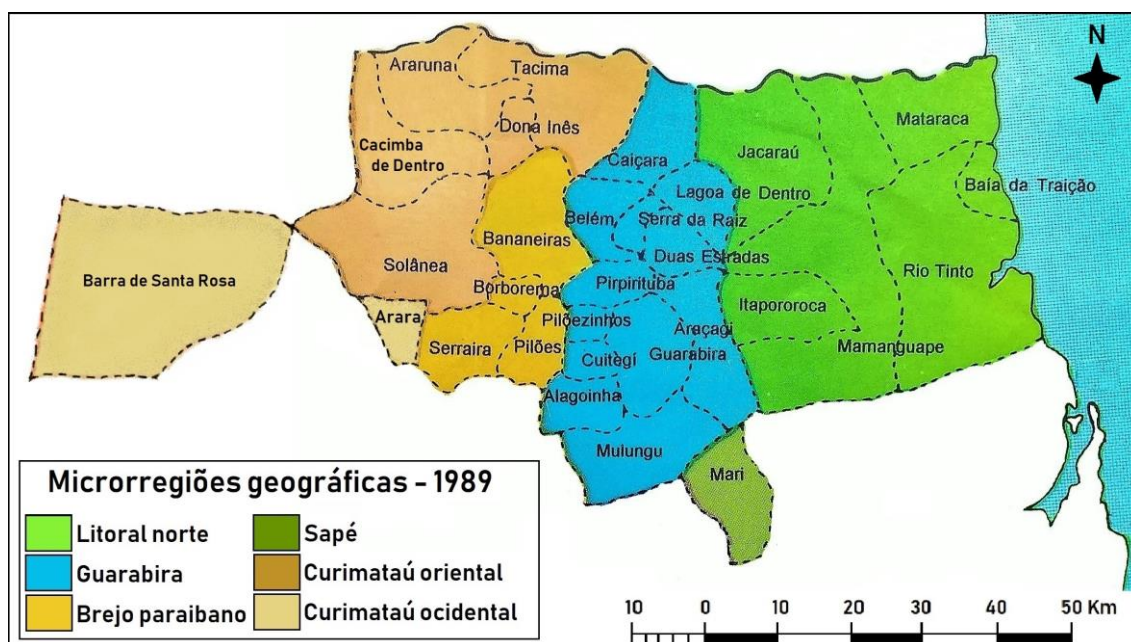 N
Araruna
Tacima
Mataraca
Dona Inês
Cacimba
de Dentro
Caiçara
Jacaraú
Baía da Traição
Lagoa de Dentro
Belém
Serra da Raiz
Bananeiras
Duas Estradas
Solânea
Rio Tinto
Barra de Santa Rosa
Borborema
Pirpirituba
Itapororoca
Arara
Pilõezinhos
Araçagi
Serraira
Pilões
Guarabira
Mamanguape
Cuitegí
Alagoinha
Mulungu
Mari
Microrregiões geográficas - 1989
Litoral norte
Sapé
Guarabira
Curimataú oriental
Brejo paraibano
Curimataú ocidental
10 0 10 20 30 40 50 Km